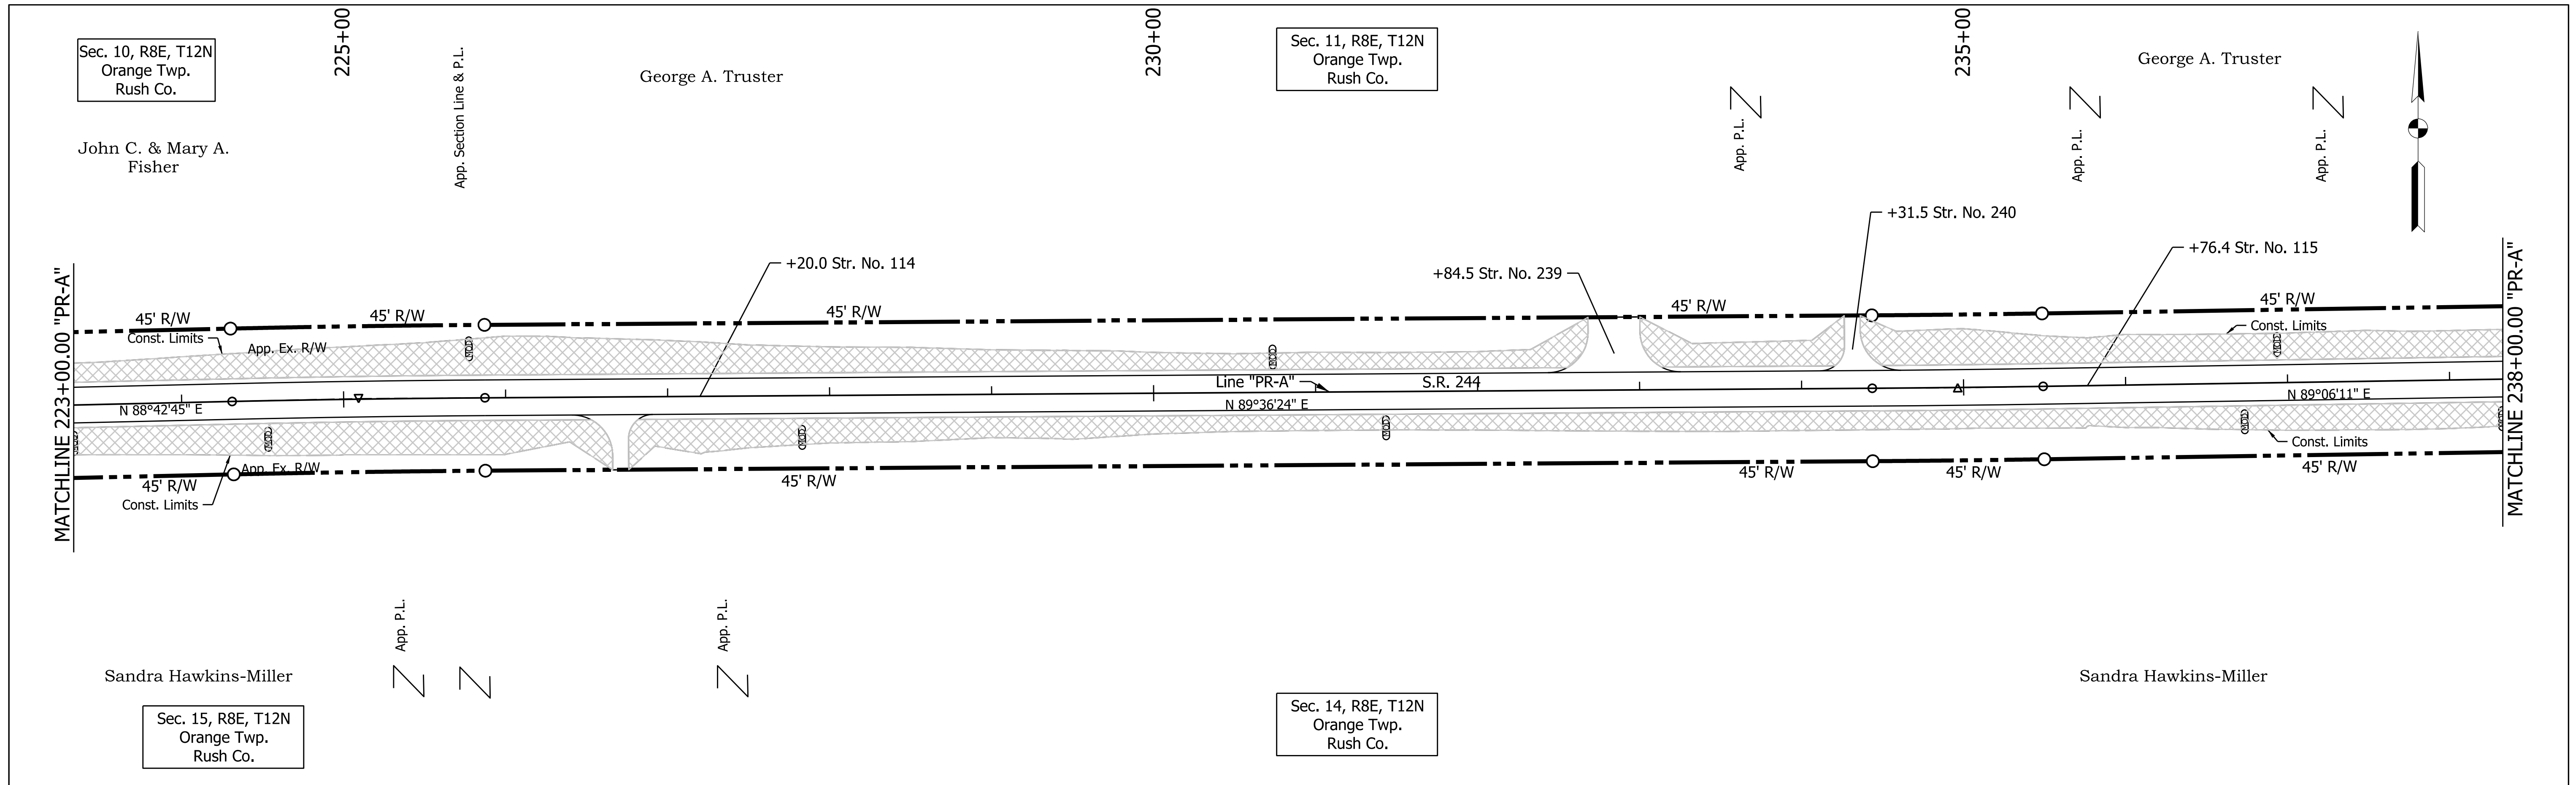 Sec. 10, R8E, T12N
Orange Twp.
Rush Co.
225+00
App. Section Line & P.L.
George A. Truster
230+00
Sec. 11, R8E, T12N
Orange Twp.
Rush Co.
App. P.L.
235+00
App. P.L.
George A. Truster
App. P.L.
John C. & Mary A.
Fisher
+20.0 Str. No. 114
+84.5 Str. No. 239
+31.5 Str. No. 240
+76.4 Str. No. 115
MATCHLINE 223+00.00 "PR-A"
45' R/W
45' R/W
45' R/W
45' R/W
45' R/W
MATCHLINE 238+00.00 "PR-A"
Const. Limits
App. Ex. R/W
Const. Limits
Line "PR-A"
S.R. 244
N 88°42'45" E
N 89°36'24" E
N 89°06'11" E
Const. Limits
App. Ex. R/W
45' R/W
45' R/W
45' R/W
45' R/W
45' R/W
Const. Limits
App. P.L.
App. P.L.
Sandra Hawkins-Miller
Sandra Hawkins-Miller
Sec. 15, R8E, T12N
Orange Twp.
Rush Co.
Sec. 14, R8E, T12N
Orange Twp.
Rush Co.